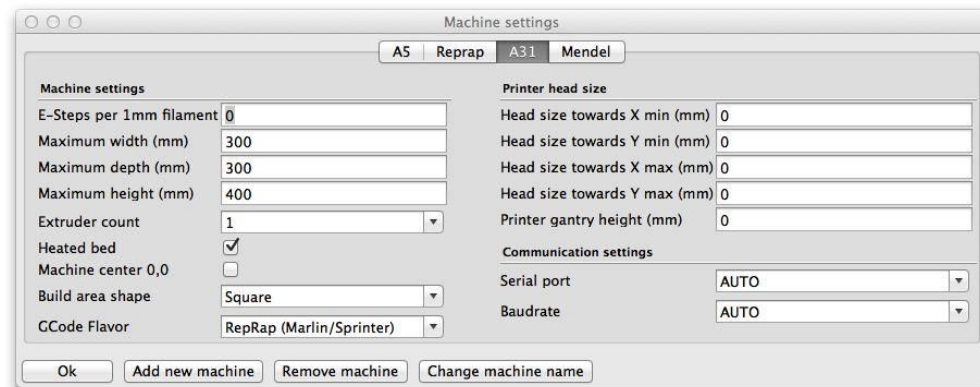 Machine settings
A5 Reprap A31 Mendel
Machine settings
E-Steps per 1mm filament 0
Maximum width (mm) 300
Maximum depth (mm) 300
Maximum height (mm) 400
Extruder count 1
Heated bed
Machine center 0,0
Build area shape Square
GCode Flavor RepRap (Marlin/Sprinter)
Printer head size
Head size towards X min (mm) 0
Head size towards Y min (mm) 0
Head size towards X max (mm) 0
Head size towards Y max (mm) 0
Printer gantry height (mm) 0
Communication settings
Serial port AUTO
Baudrate AUTO
Ok Add new machine Remove machine Change machine name